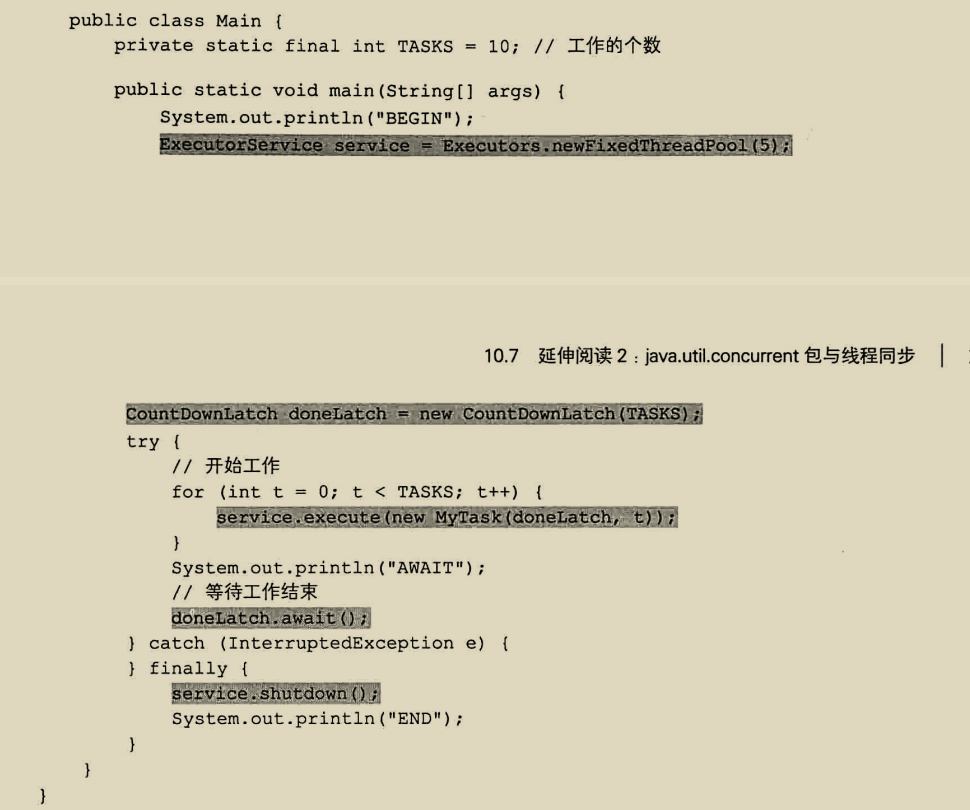 public class Main {
    private static final int TASKS = 10; // 工作的个数
    public static void main(String[] args) {
        System.out.println("BEGIN");
        ExecutorService service = Executors.newFixedThreadPool(5);
10.7 延伸阅读 2：java.util.concurrent 包与线程同步 |
        CountDownLatch doneLatch = new CountDownLatch(TASKS);
        try {
            // 开始工作
            for (int t = 0; t < TASKS; t++) {
                service.execute(new MyTask(doneLatch, t));
            }
            System.out.println("AWAIT");
            // 等待工作结束
            doneLatch.await();
        } catch (InterruptedException e) {
        } finally {
            service.shutdown();
            System.out.println("END");
        }
    }
}